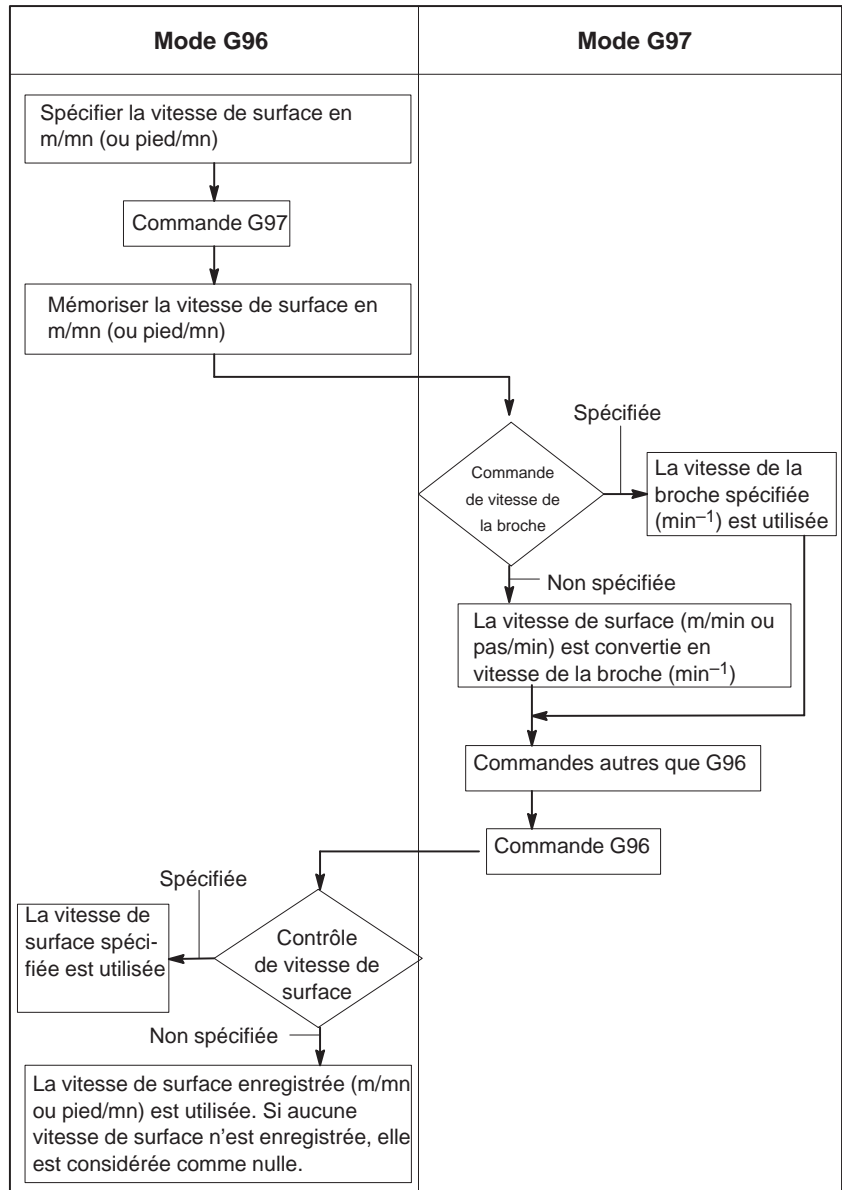 Mode G96
Mode G97
Spécifier la vitesse de surface en
m/mn (ou pied/mn)
Commande G97
Mémoriser la vitesse de surface en
m/mn (ou pied/mn)
Spécifiée
Commande
de vitesse de
la broche
La vitesse de la
broche spécifiée
(min–1) est utilisée
Non spécifiée
La vitesse de surface (m/min ou
pas/min) est convertie en
vitesse de la broche (min–1)
Commandes autres que G96
Commande G96
Spécifiée
La vitesse de
surface spéci-
fiée est utilisée
Contrôle
de vitesse de
surface
Non spécifiée
La vitesse de surface enregistrée (m/mn
ou pied/mn) est utilisée. Si aucune
vitesse de surface n'est enregistrée, elle
est considérée comme nulle.